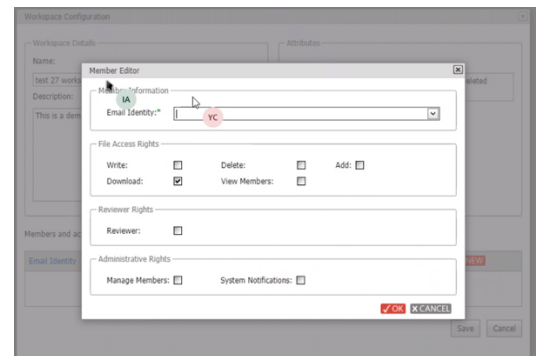 Workspace Configuration
Workspace Details
Attributes
Name:
test 27 works
eleted
Description:
This is a dem
Members and ac
Email Identity
NEW
Member Editor
Member Information
IA
Email Identity:*
YC
File Access Rights
Write: Delete: Add:
Download: View Members:
Reviewer Rights
Reviewer:
Administrative Rights
Manage Members: System Notifications:
OK CANCEL
Save Cancel